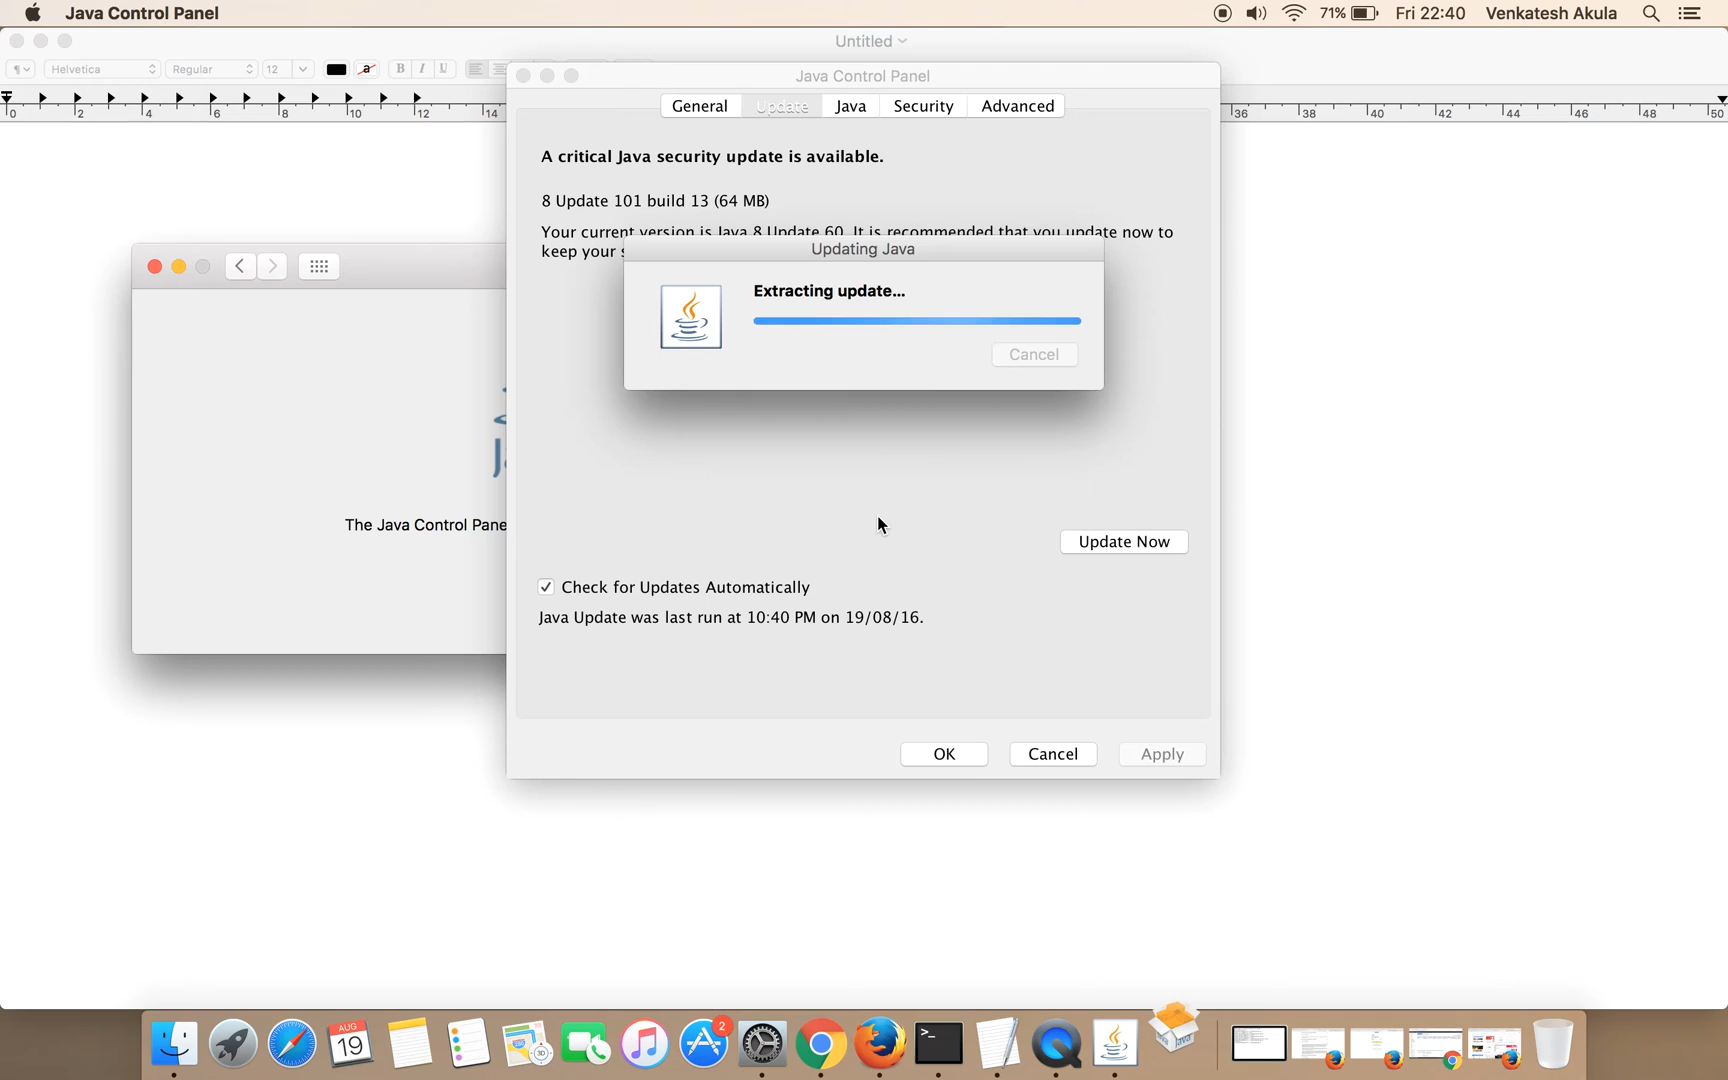 Java Control Panel
71%
Fri 22:40
Venkatesh Akula
Untitled
Helvetica
Regular
12
a
B I U
Java Control Panel
0 2 4 6 8 10 12 14
36 38 40 42 44 46 48 50
General
Update
Java
Security
Advanced
A critical Java security update is available.
8 Update 101 build 13 (64 MB)
Your current version is Java 8 Update 60. It is recommended that you update now to
keep your
Updating Java
Extracting update...
Cancel
The Java Control Pane
Update Now
Check for Updates Automatically
Java Update was last run at 10:40 PM on 19/08/16.
OK
Cancel
Apply
AUG
19
3D
2
>_
Java